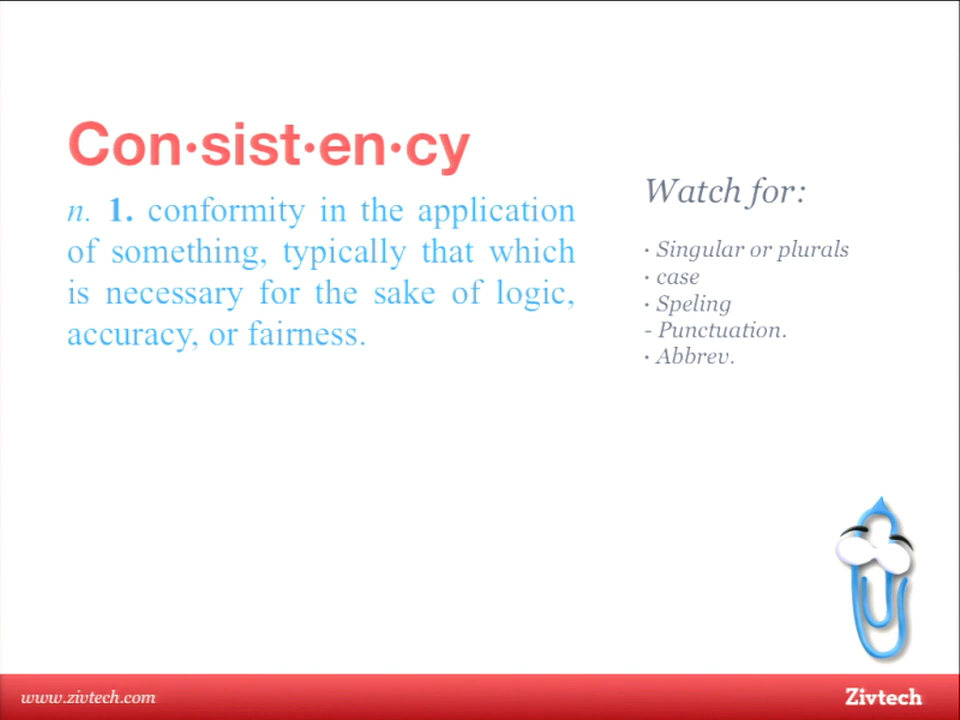 Con·sist·en·cy
n. 1. conformity in the application
of something, typically that which
is necessary for the sake of logic,
accuracy, or fairness.
Watch for:
· Singular or plurals
· case
· Speling
- Punctuation.
· Abbrev.
www.zivtech.com
Zivtech